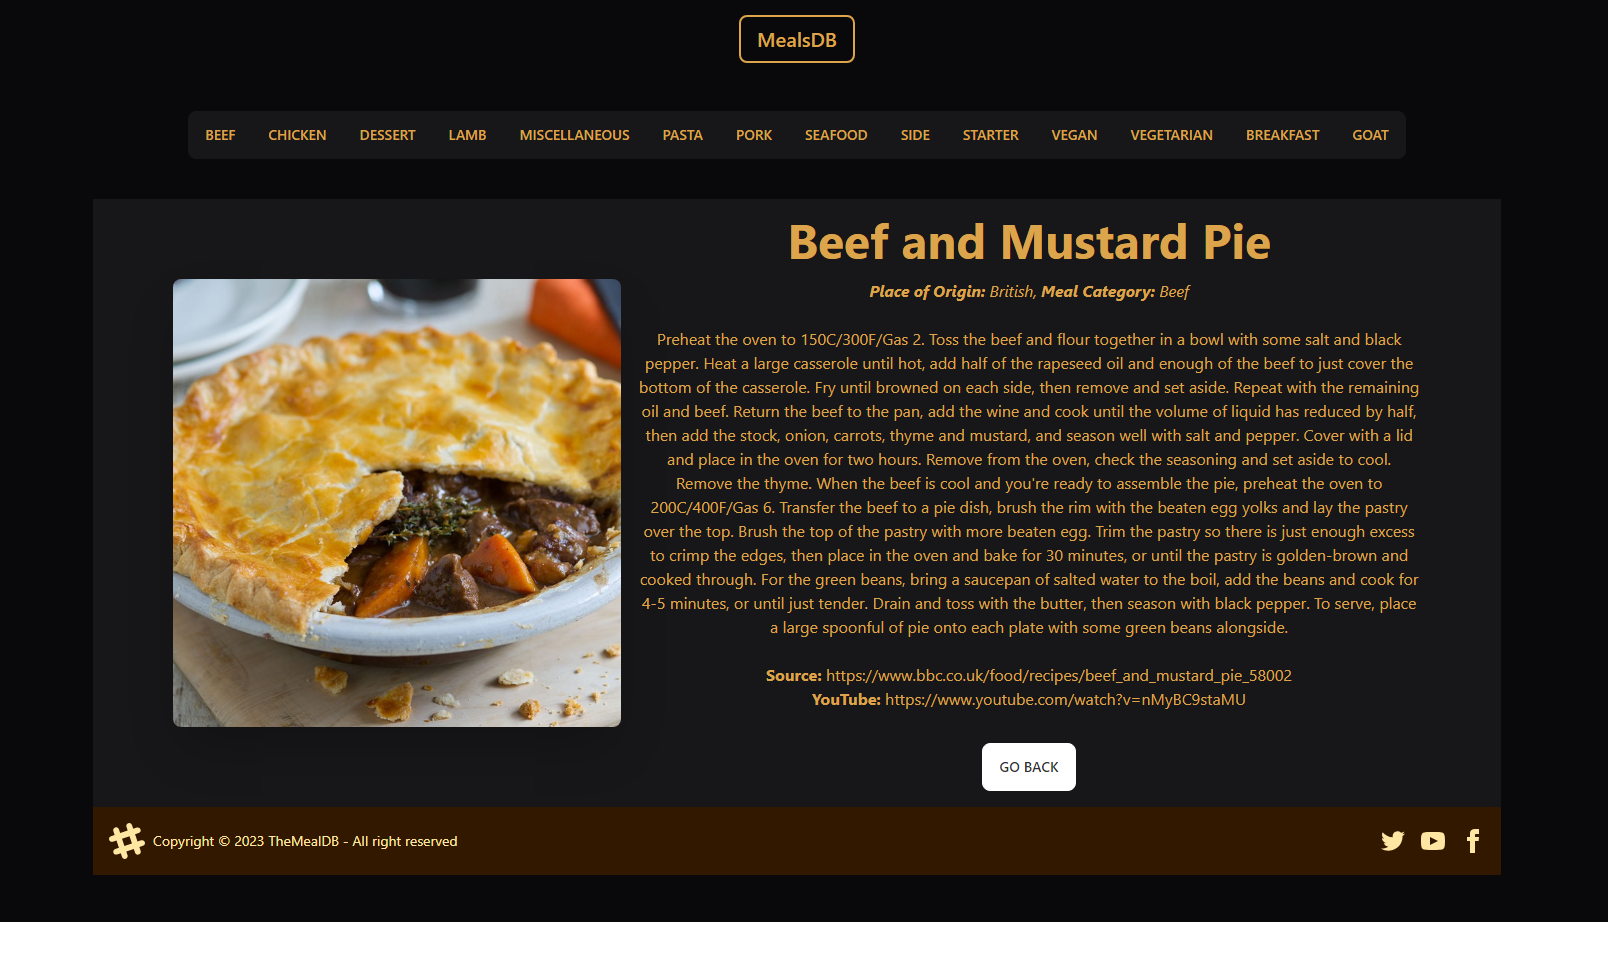 MealsDB
BEEF CHICKEN DESSERT LAMB MISCELLANEOUS PASTA PORK SEAFOOD SIDE STARTER VEGAN VEGETARIAN BREAKFAST GOAT
Beef and Mustard Pie
Place of Origin: British, Meal Category: Beef
Preheat the oven to 150C/300F/Gas 2. Toss the beef and flour together in a bowl with some salt and black
pepper. Heat a large casserole until hot, add half of the rapeseed oil and enough of the beef to just cover the
bottom of the casserole. Fry until browned on each side, then remove and set aside. Repeat with the remaining
oil and beef. Return the beef to the pan, add the wine and cook until the volume of liquid has reduced by half,
then add the stock, onion, carrots, thyme and mustard, and season well with salt and pepper. Cover with a lid
and place in the oven for two hours. Remove from the oven, check the seasoning and set aside to cool.
Remove the thyme. When the beef is cool and you're ready to assemble the pie, preheat the oven to
200C/400F/Gas 6. Transfer the beef to a pie dish, brush the rim with the beaten egg yolks and lay the pastry
over the top. Brush the top of the pastry with more beaten egg. Trim the pastry so there is just enough excess
to crimp the edges, then place in the oven and bake for 30 minutes, or until the pastry is golden-brown and
cooked through. For the green beans, bring a saucepan of salted water to the boil, add the beans and cook for
4-5 minutes, or until just tender. Drain and toss with the butter, then season with black pepper. To serve, place
a large spoonful of pie onto each plate with some green beans alongside.
Source: https://www.bbc.co.uk/food/recipes/beef_and_mustard_pie_58002
YouTube: https://www.youtube.com/watch?v=nMyBC9staMU
GO BACK
Copyright © 2023 TheMealDB - All right reserved